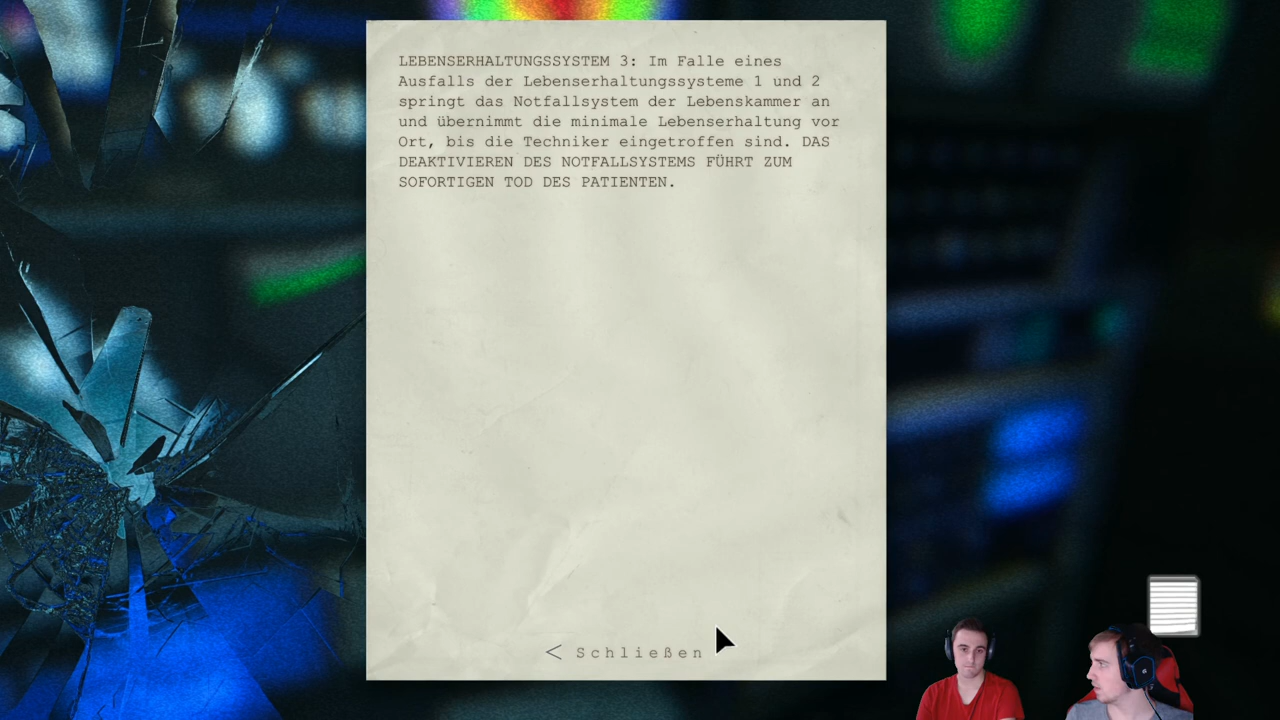 LEBENSERHALTUNGSSYSTEM 3: Im Falle eines
Ausfalls der Lebenserhaltungssysteme 1 und 2
springt das Notfallsystem der Lebenskammer an
und übernimmt die minimale Lebenserhaltung vor
Ort, bis die Techniker eingetroffen sind. DAS
DEAKTIVIEREN DES NOTFALLSYSTEMS FÜHRT ZUM
SOFORTIGEN TOD DES PATIENTEN.
< Schließen